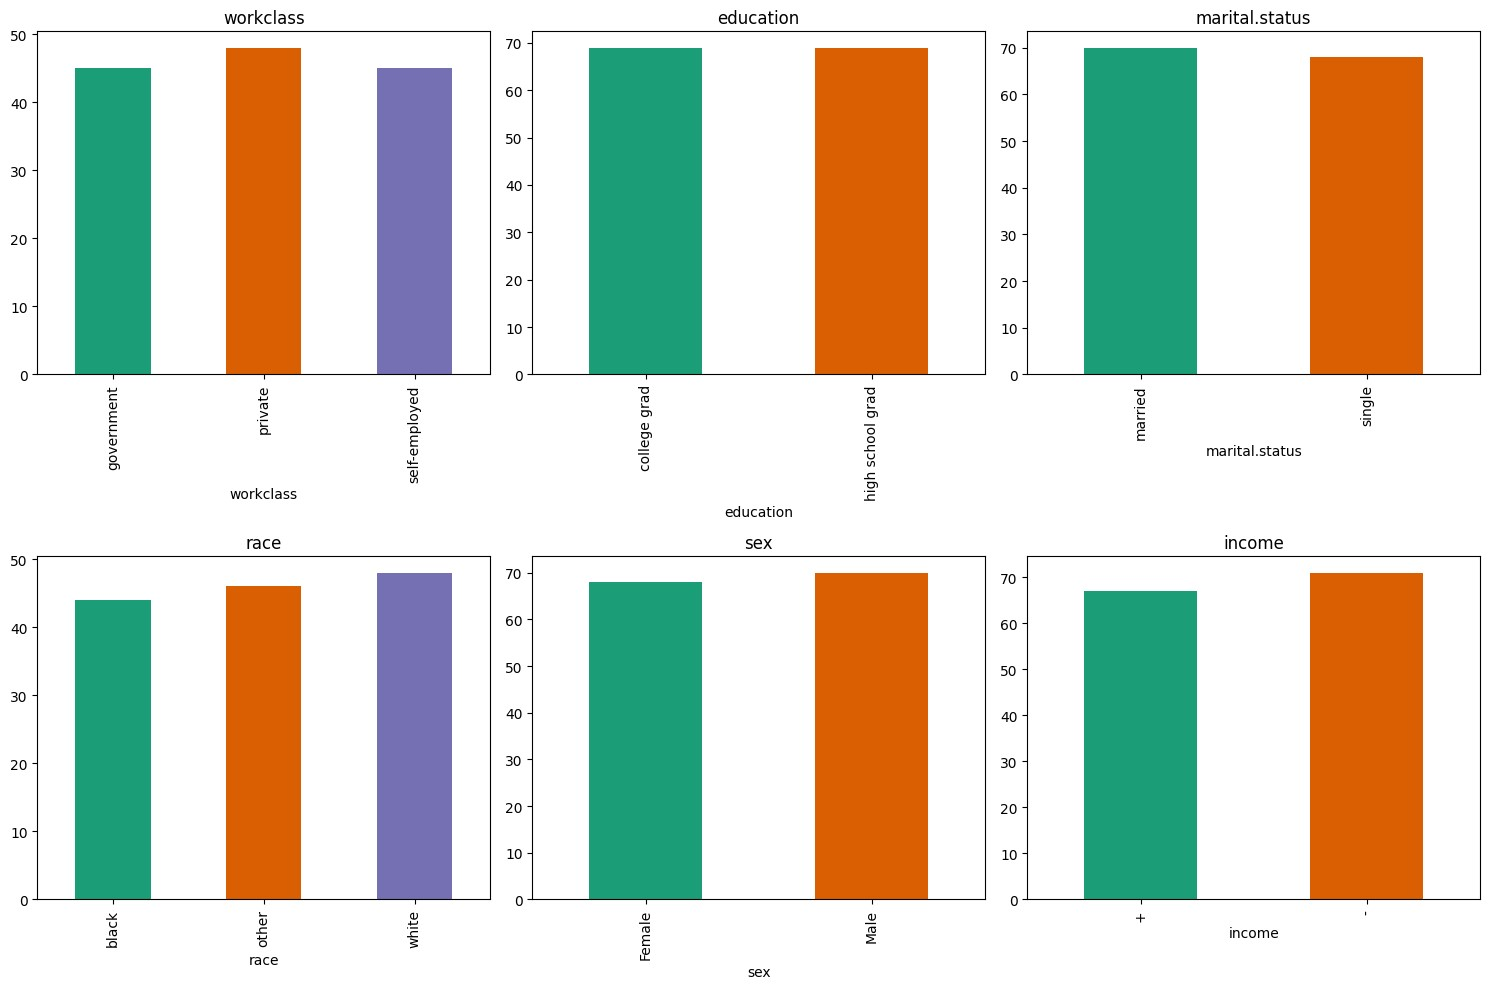 workclass
50
40
30
20
10
0
government
private
self-employed
workclass
education
70
60
50
40
30
20
10
0
college grad
high school grad
education
marital.status
70
60
50
40
30
20
10
0
married
single
marital.status
race
50
40
30
20
10
0
black
other
white
race
sex
70
60
50
40
30
20
10
0
Female
Male
sex
income
70
60
50
40
30
20
10
0
+
-
income